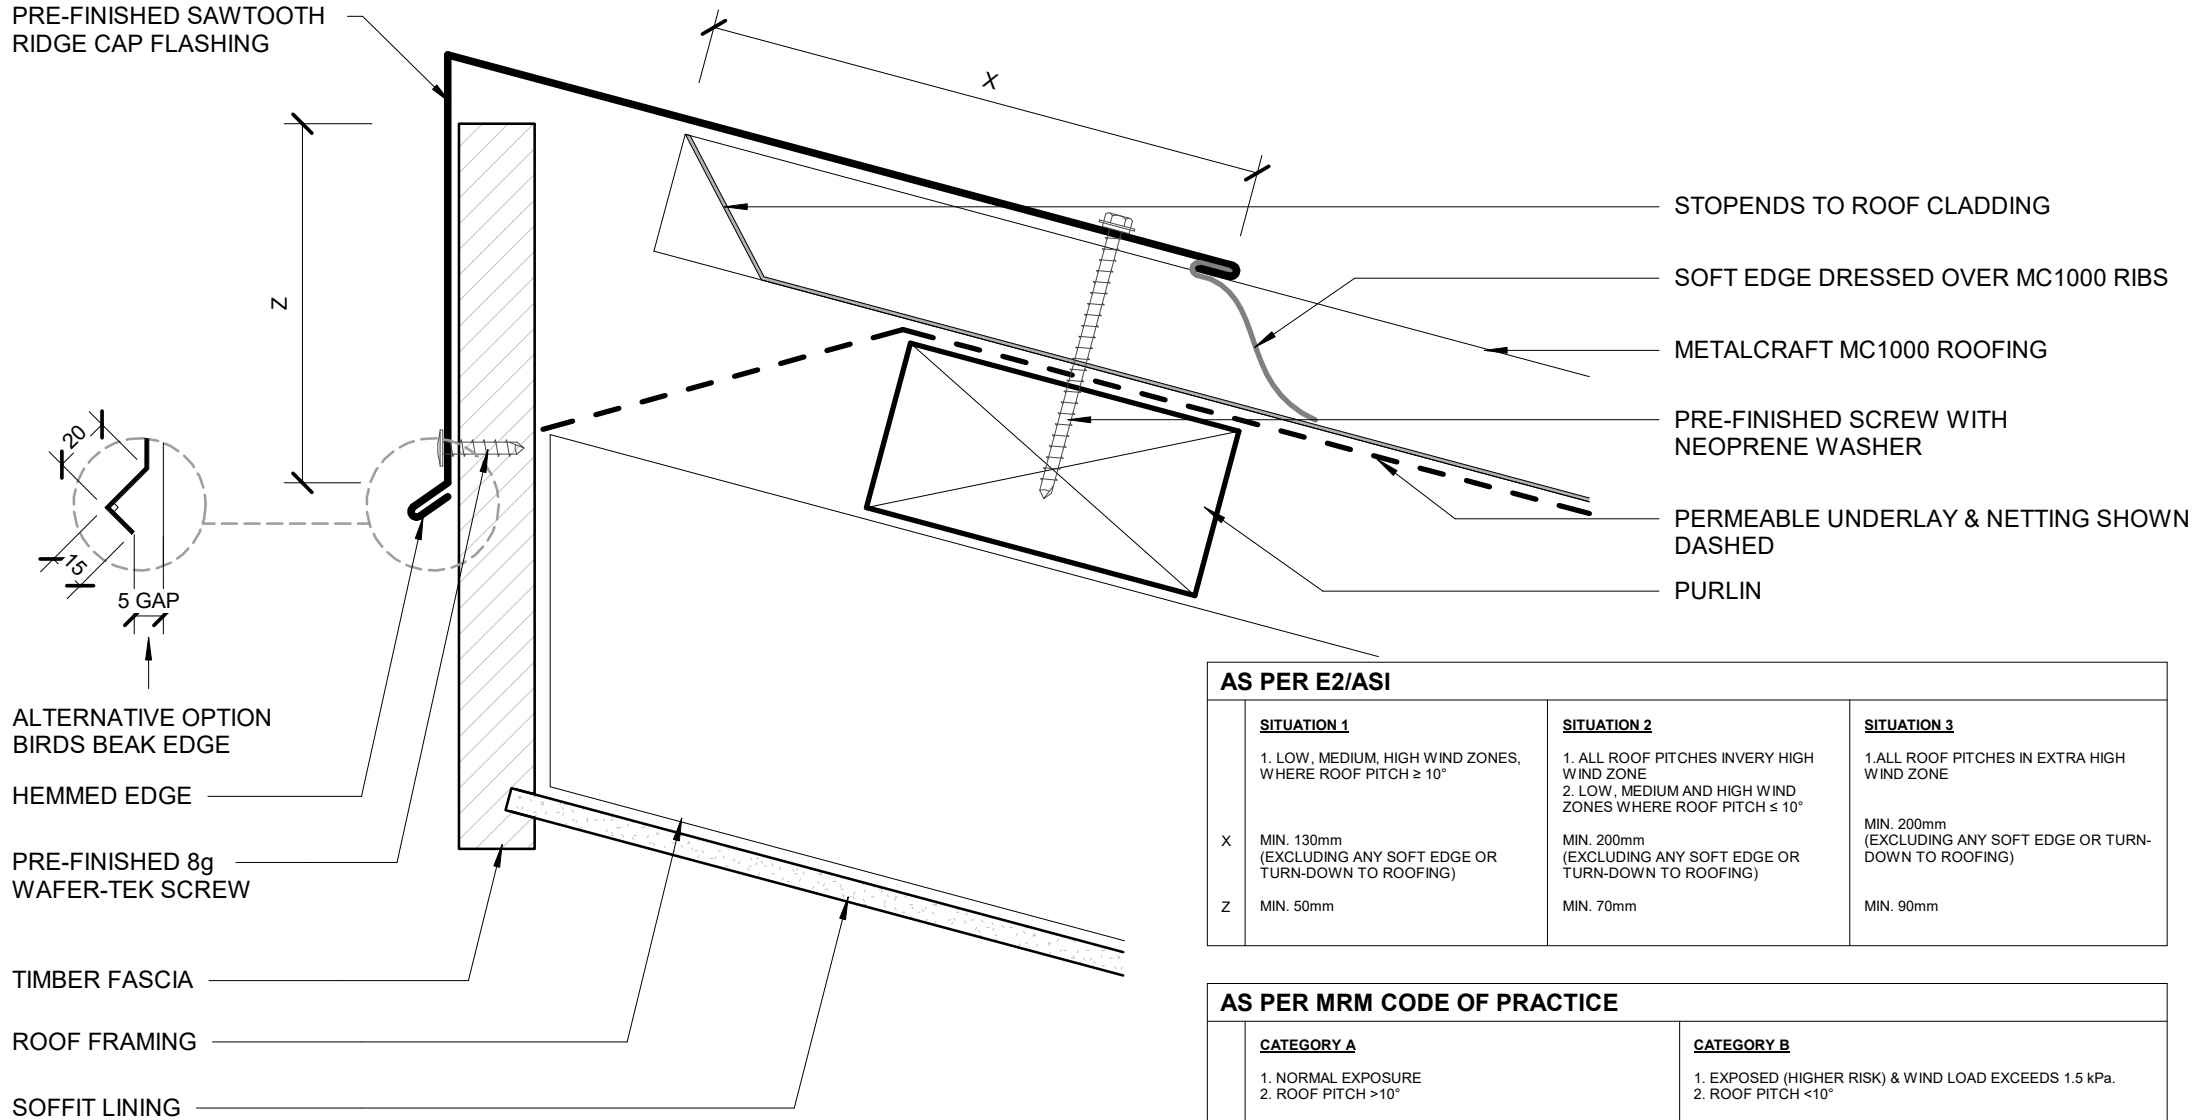 PRE-FINISHED SAWTOOTH
RIDGE CAP FLASHING
X
Z
20
15
5 GAP
ALTERNATIVE OPTION
BIRDS BEAK EDGE
HEMMED EDGE
PRE-FINISHED 8g
WAFER-TEK SCREW
TIMBER FASCIA
ROOF FRAMING
SOFFIT LINING
STOPENDS TO ROOF CLADDING
SOFT EDGE DRESSED OVER MC1000 RIBS
METALCRAFT MC1000 ROOFING
PRE-FINISHED SCREW WITH
NEOPRENE WASHER
PERMEABLE UNDERLAY & NETTING SHOWN
DASHED
PURLIN
AS PER E2/ASI
SITUATION 1
1. LOW, MEDIUM, HIGH WIND ZONES,
WHERE ROOF PITCH ≥ 10°
SITUATION 2
1. ALL ROOF PITCHES INVERY HIGH
WIND ZONE
2. LOW, MEDIUM AND HIGH WIND
ZONES WHERE ROOF PITCH ≤ 10°
SITUATION 3
1.ALL ROOF PITCHES IN EXTRA HIGH
WIND ZONE
X
MIN. 130mm
(EXCLUDING ANY SOFT EDGE OR
TURN-DOWN TO ROOFING)
MIN. 200mm
(EXCLUDING ANY SOFT EDGE OR
TURN-DOWN TO ROOFING)
MIN. 200mm
(EXCLUDING ANY SOFT EDGE OR TURN-
DOWN TO ROOFING)
Z
MIN. 50mm
MIN. 70mm
MIN. 90mm
AS PER MRM CODE OF PRACTICE
CATEGORY A
1. NORMAL EXPOSURE
2. ROOF PITCH >10°
CATEGORY B
1. EXPOSED (HIGHER RISK) & WIND LOAD EXCEEDS 1.5 kPa.
2. ROOF PITCH <10°